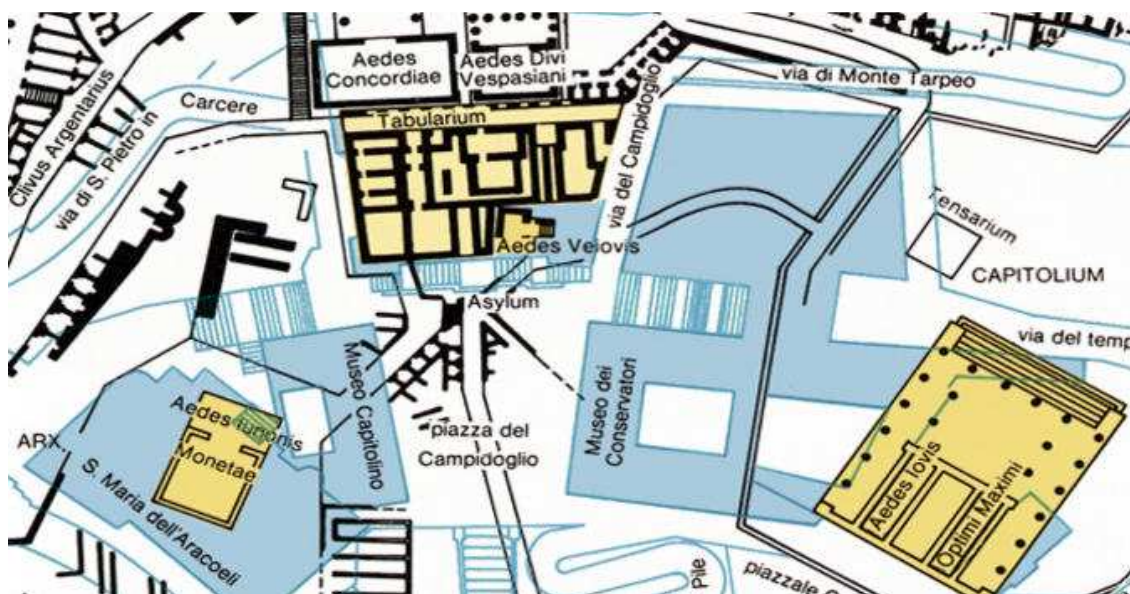 Aedes
Concordiae
Aedes Divi
Vespasiani
via di Monte Tarpeo
Clivus Argentarius
via di S. Pietro in
Carcere
Tabularium
via del Campidoglio
Tensarium
Aedes Veiovis
CAPITOLIUM
Asylum
via del temp
Museo Capitolino
Museo dei
Conservatori
Aedes Iunonis
Monetae
ARX
piazza del
Campidoglio
S. Maria dell'Aracoeli
Aedes Iovis
Optimi Maximi
Pile
piazzale